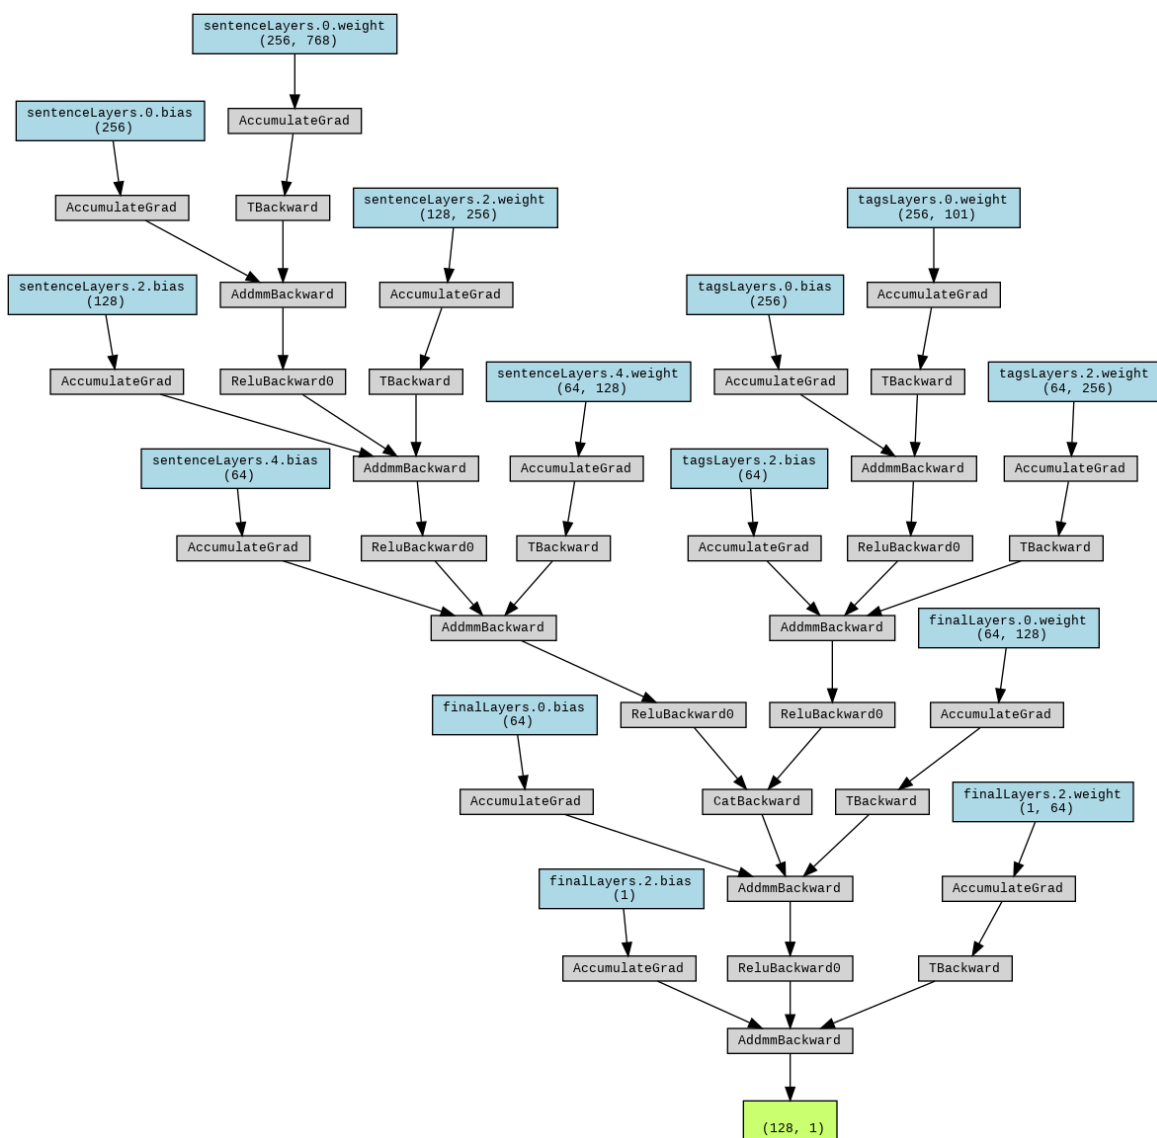 sentenceLayers.0.weight
(256, 768)
sentenceLayers.0.bias
(256)
AccumulateGrad
AccumulateGrad
TBackward
sentenceLayers.2.weight
(128, 256)
tagsLayers.0.weight
(256, 101)
sentenceLayers.2.bias
(128)
AddmmBackward
AccumulateGrad
tagsLayers.0.bias
(256)
AccumulateGrad
AccumulateGrad
ReluBackward0
TBackward
sentenceLayers.4.weight
(64, 128)
AccumulateGrad
TBackward
tagsLayers.2.weight
(64, 256)
sentenceLayers.4.bias
(64)
AddmmBackward
AccumulateGrad
tagsLayers.2.bias
(64)
AddmmBackward
AccumulateGrad
AccumulateGrad
ReluBackward0
TBackward
AccumulateGrad
ReluBackward0
TBackward
AddmmBackward
AddmmBackward
finalLayers.0.weight
(64, 128)
finalLayers.0.bias
(64)
ReluBackward0
ReluBackward0
AccumulateGrad
AccumulateGrad
CatBackward
TBackward
finalLayers.2.weight
(1, 64)
finalLayers.2.bias
(1)
AddmmBackward
AccumulateGrad
AccumulateGrad
ReluBackward0
TBackward
AddmmBackward
(128, 1)